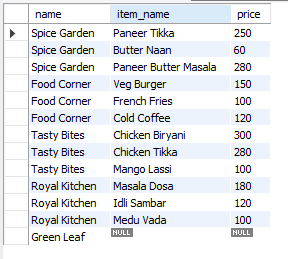 name item_name price
Spice Garden Paneer Tikka 250
Spice Garden Butter Naan 60
Spice Garden Paneer Butter Masala 280
Food Corner Veg Burger 150
Food Corner French Fries 100
Food Corner Cold Coffee 120
Tasty Bites Chicken Biryani 300
Tasty Bites Chicken Tikka 280
Tasty Bites Mango Lassi 100
Royal Kitchen Masala Dosa 180
Royal Kitchen Idli Sambar 120
Royal Kitchen Medu Vada 100
Green Leaf NULL NULL